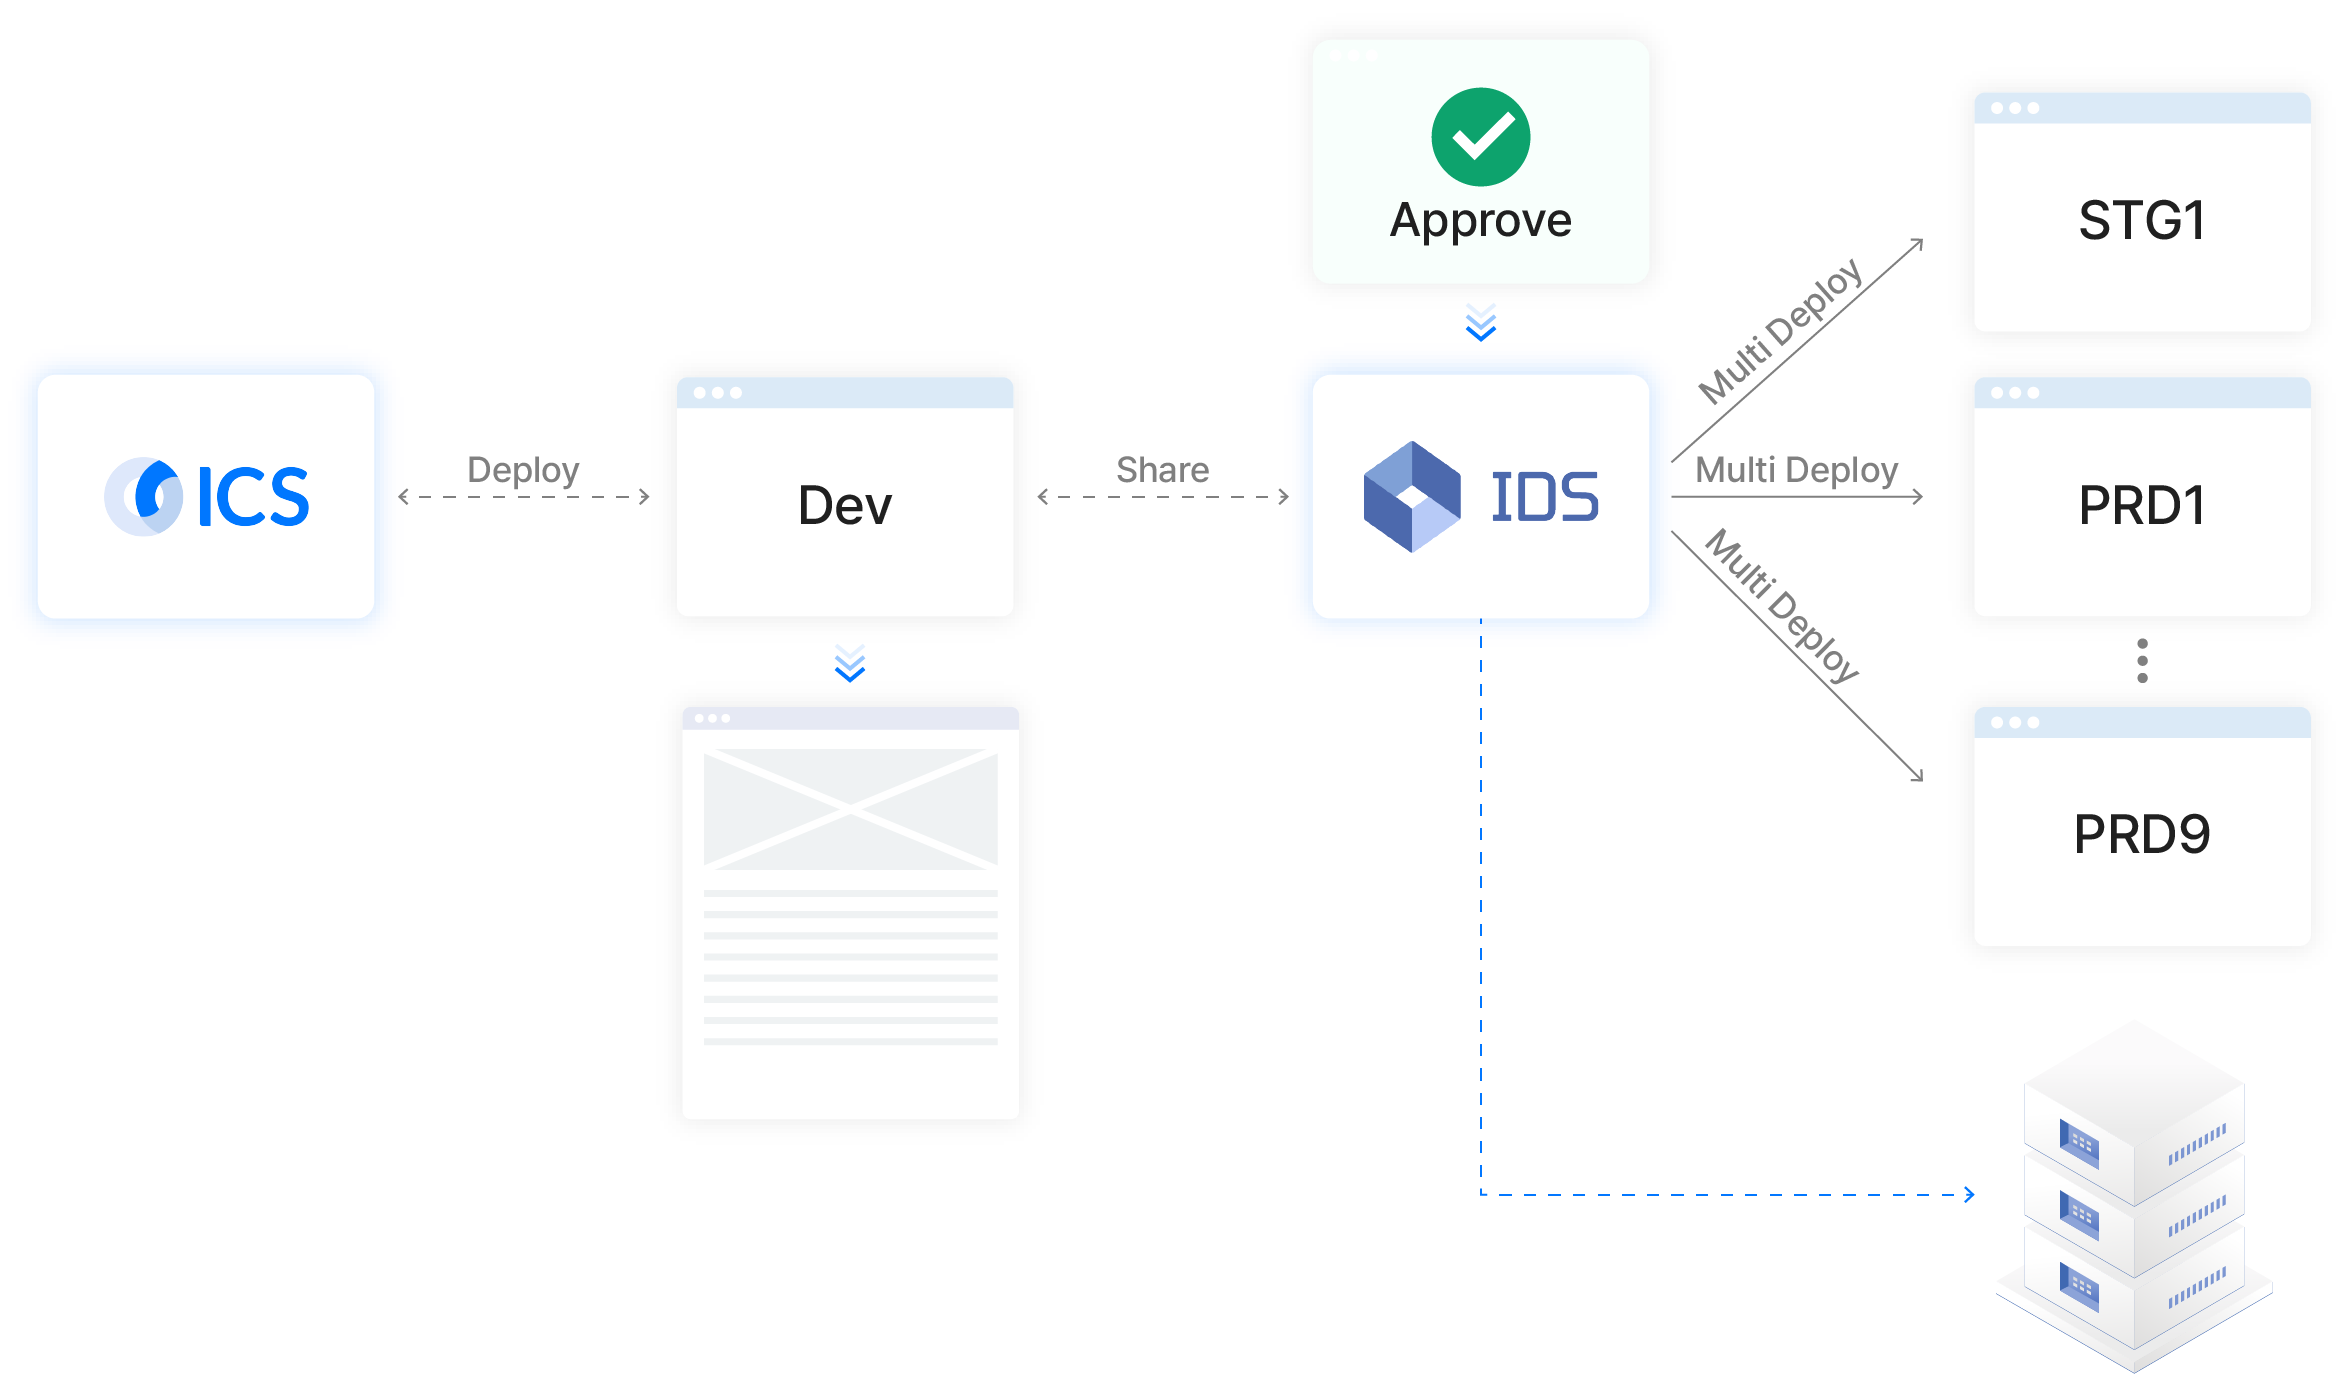 ICS
Deploy
Dev
Share
Approve
IDS
Multi Deploy
Multi Deploy
Multi Deploy
STG1
PRD1
PRD9